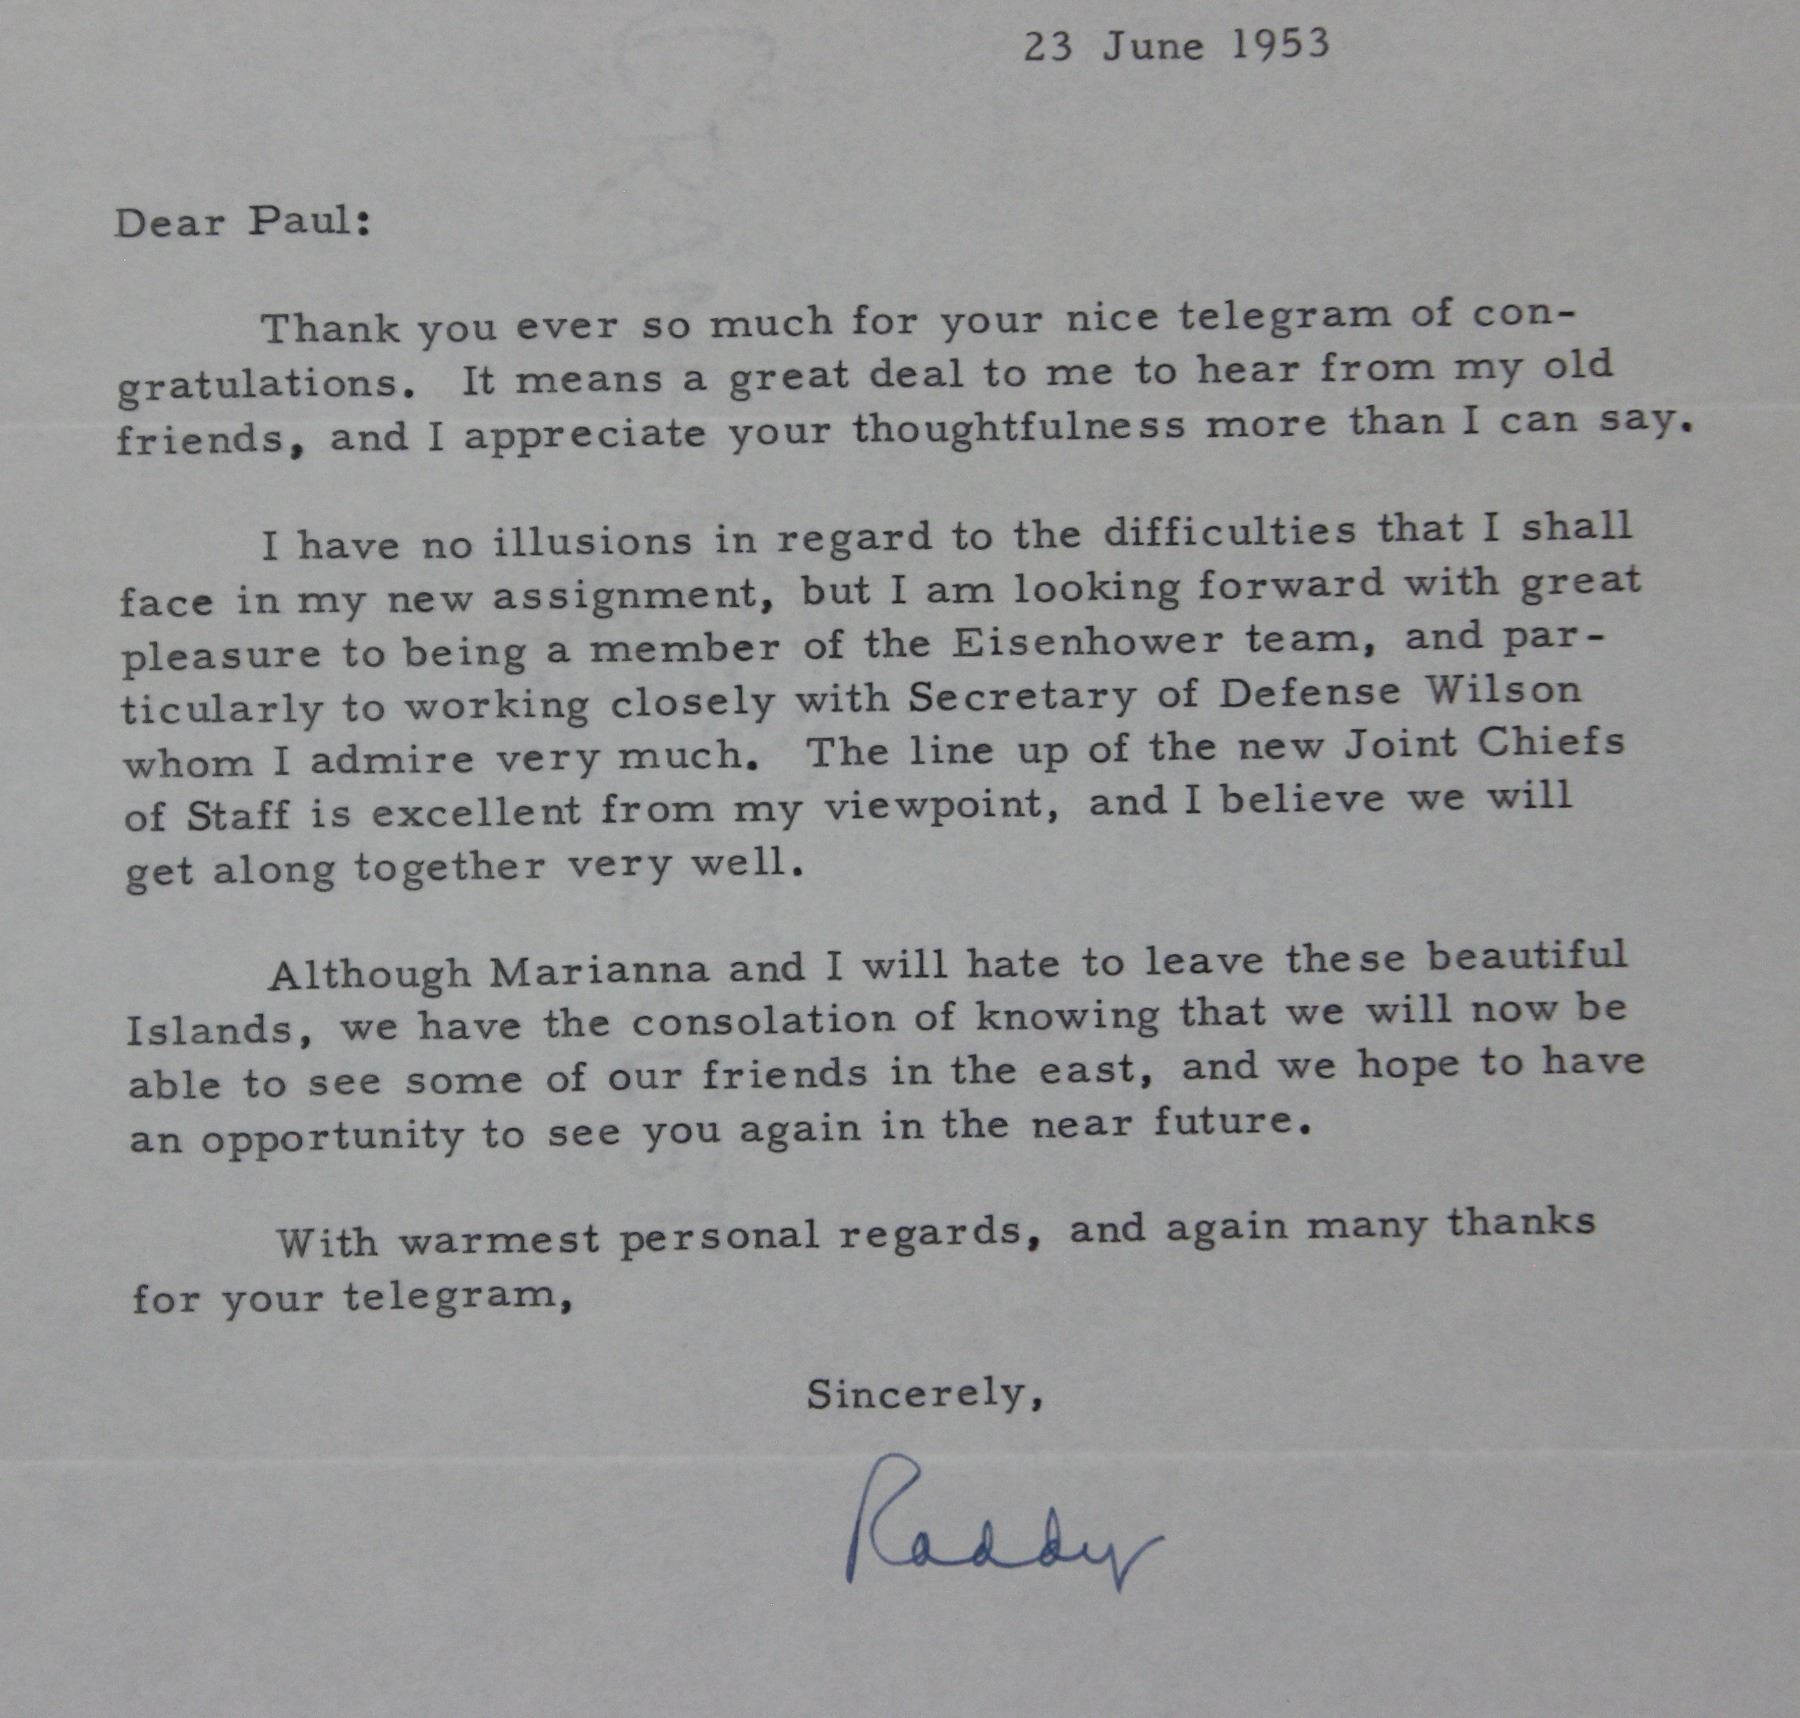 23 June 1953
Dear Paul:
Thank you ever so much for your nice telegram of con-
gratulations. It means a great deal to me to hear from my old
friends, and I appreciate your thoughtfulness more than I can say.
I have no illusions in regard to the difficulties that I shall
face in my new assignment, but I am looking forward with great
pleasure to being a member of the Eisenhower team, and par-
ticularly to working closely with Secretary of Defense Wilson
whom I admire very much. The line up of the new Joint Chiefs
of Staff is excellent from my viewpoint, and I believe we will
get along together very well.
Although Marianna and I will hate to leave these beautiful
Islands, we have the consolation of knowing that we will now be
able to see some of our friends in the east, and we hope to have
an opportunity to see you again in the near future.
With warmest personal regards, and again many thanks
for your telegram,
Sincerely,
Raddy